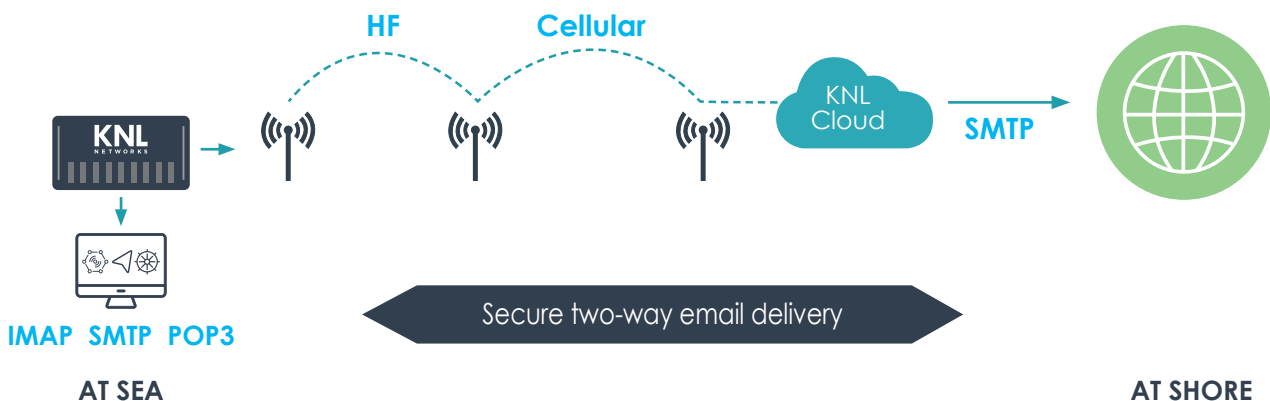 HF
Cellular
KNL
NETWORKS
KNL
Cloud
SMTP
IMAP SMTP POP3
Secure two-way email delivery
AT SEA
AT SHORE